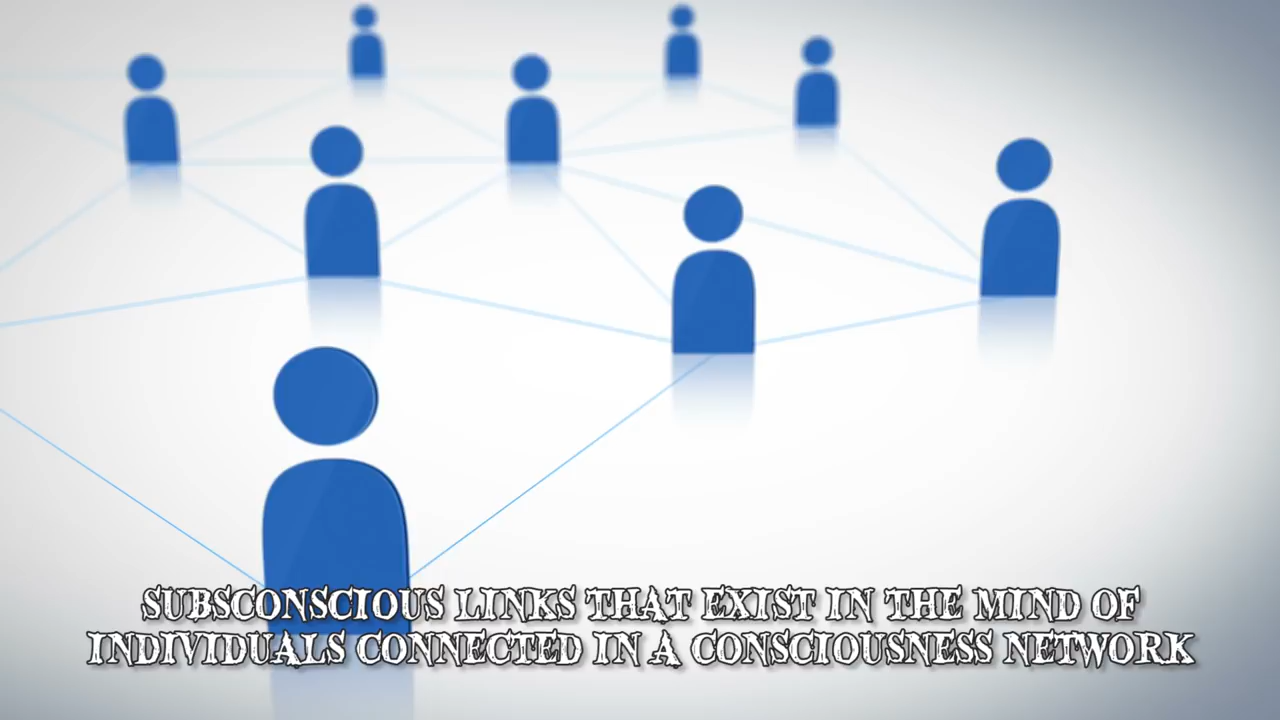 SUBSCONSCIOUS LINKS THAT EXIST IN THE MIND OF
INDIVIDUALS CONNECTED IN A CONSCIOUSNESS NETWORK